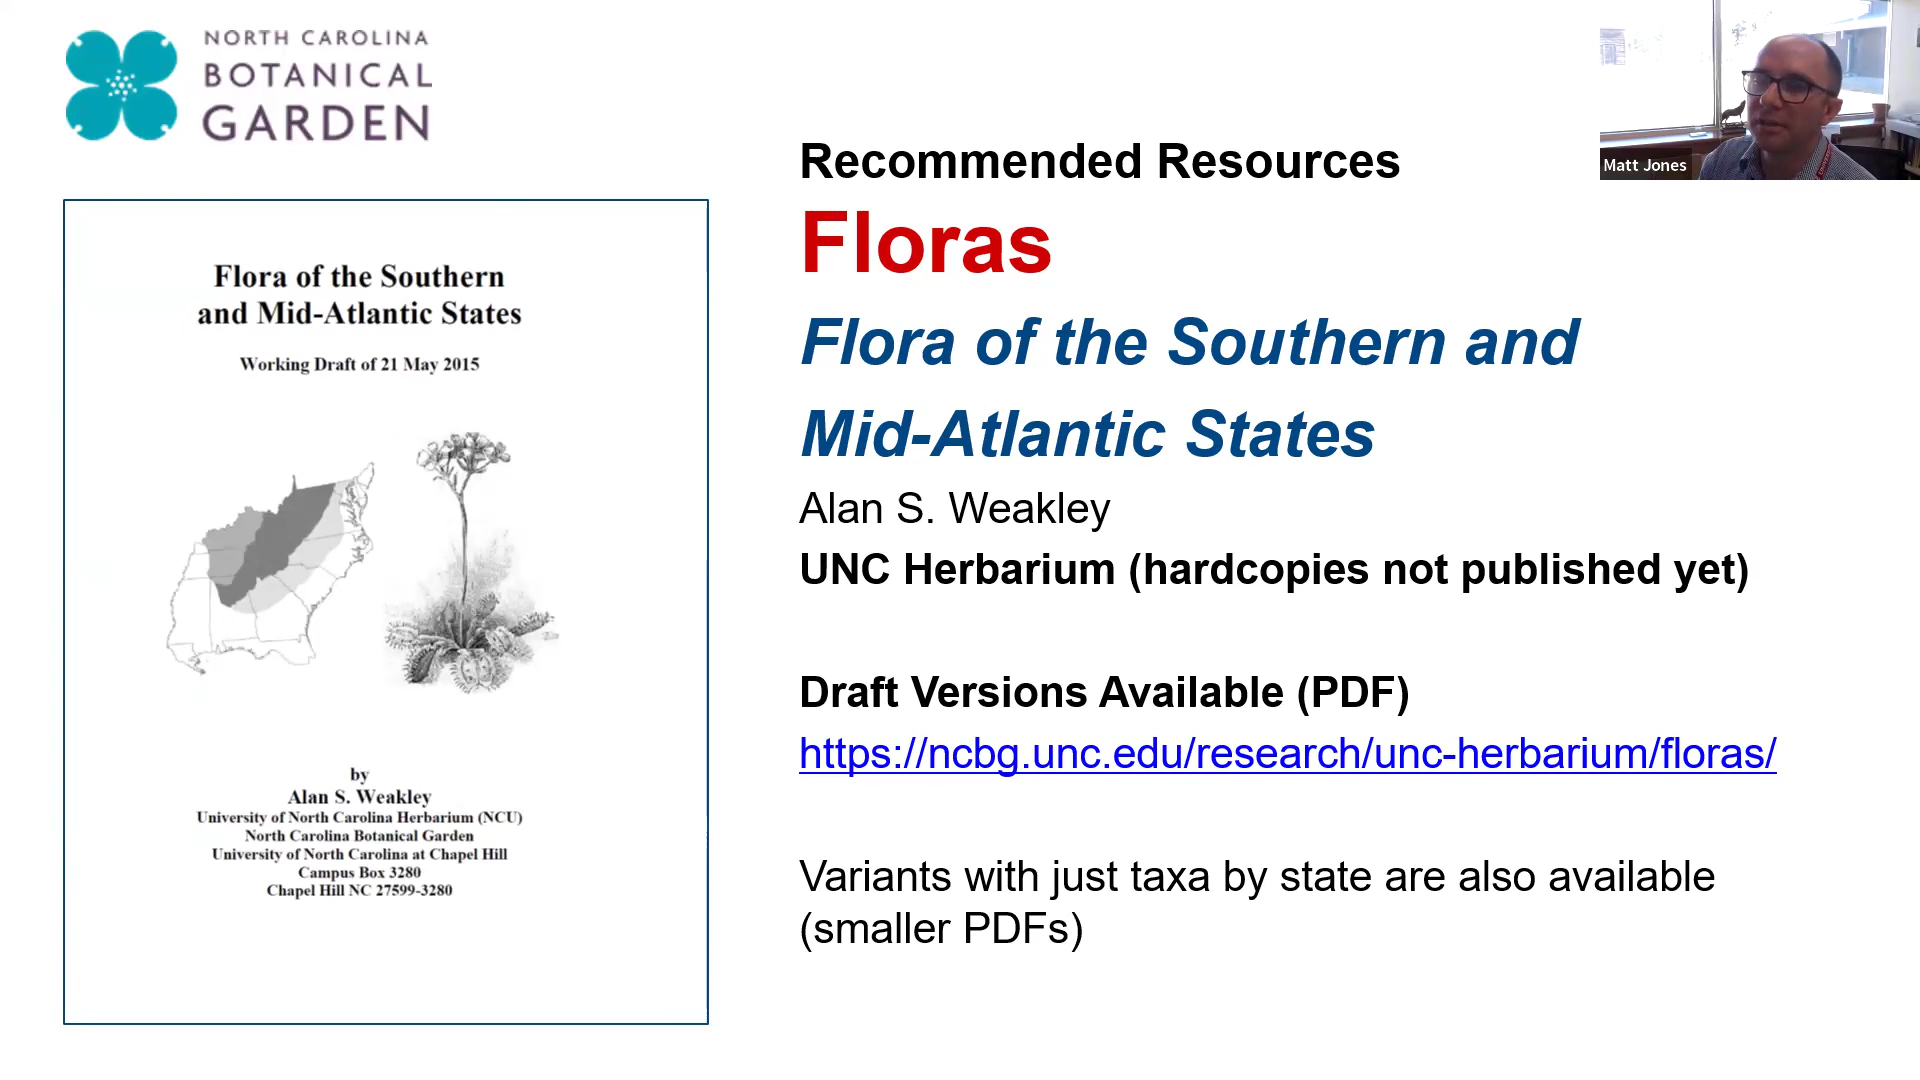 NORTH CAROLINA
BOTANICAL
GARDEN
Matt Jones
Recommended Resources
Floras
Flora of the Southern and
Mid-Atlantic States
Alan S. Weakley
UNC Herbarium (hardcopies not published yet)
Draft Versions Available (PDF)
https://ncbg.unc.edu/research/unc-herbarium/floras/
Variants with just taxa by state are also available
(smaller PDFs)
Flora of the Southern
and Mid-Atlantic States
Working Draft of 21 May 2015
by
Alan S. Weakley
University of North Carolina Herbarium (NCU)
North Carolina Botanical Garden
University of North Carolina at Chapel Hill
Campus Box 3280
Chapel Hill NC 27599-3280